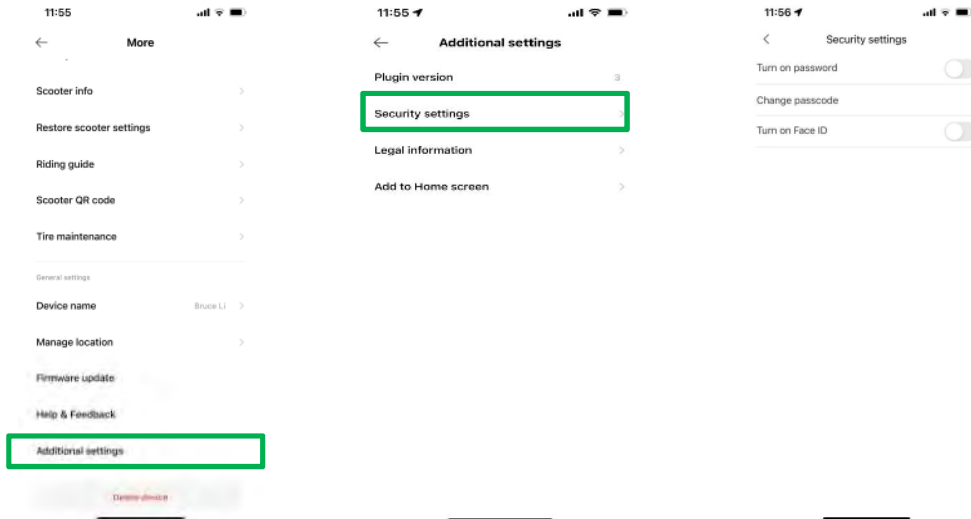 11:55
More
Scooter info
Restore scooter settings
Riding guide
Scooter QR code
Tire maintenance
General settings
Device name Bruce Li
Manage location
Firmware update
Help & Feedback
Additional settings
Delete device
11:55
Additional settings
Plugin version 3
Security settings
Legal information
Add to Home screen
11:56
Security settings
Turn on password
Change passcode
Turn on Face ID